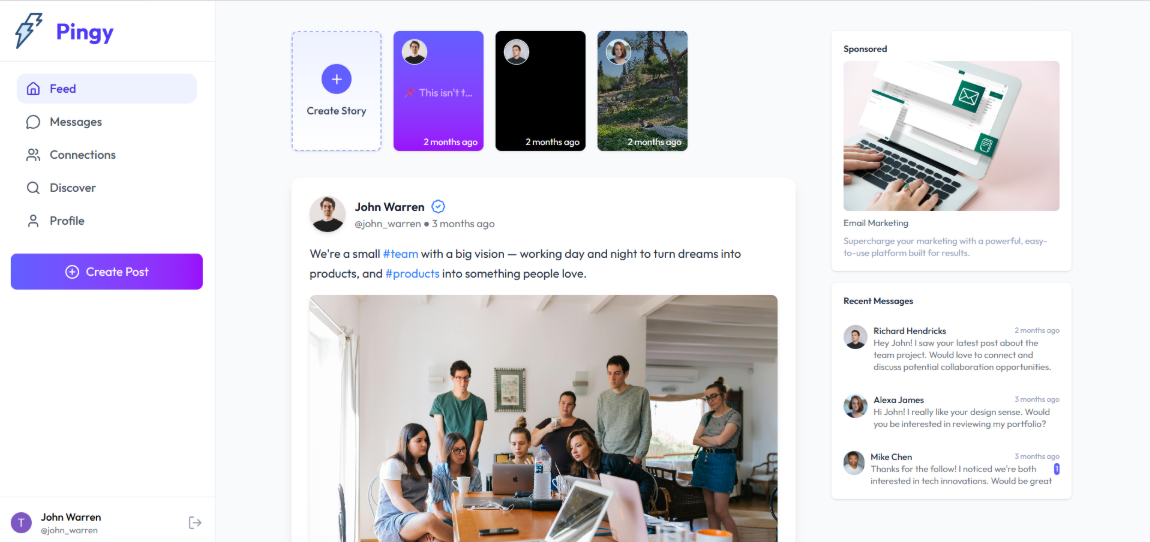 Pingy
Feed
Messages
Connections
Discover
Profile
Create Post
John Warren
@john_warren
T
Create Story
📌 This isn't t...
2 months ago
2 months ago
2 months ago
John Warren
@john_warren • 3 months ago
We're a small #team with a big vision — working day and night to turn dreams into
products, and #products into something people love.
Sponsored
Email Marketing
Supercharge your marketing with a powerful, easy-
to-use platform built for results.
Recent Messages
Richard Hendricks 2 months ago
Hey John! I saw your latest post about the
team project. Would love to connect and
discuss potential collaboration opportunities.
Alexa James 3 months ago
Hi John! I really like your design sense. Would
you be interested in reviewing my portfolio?
Mike Chen 3 months ago
Thanks for the follow! I noticed we're both 1
interested in tech innovations. Would be great